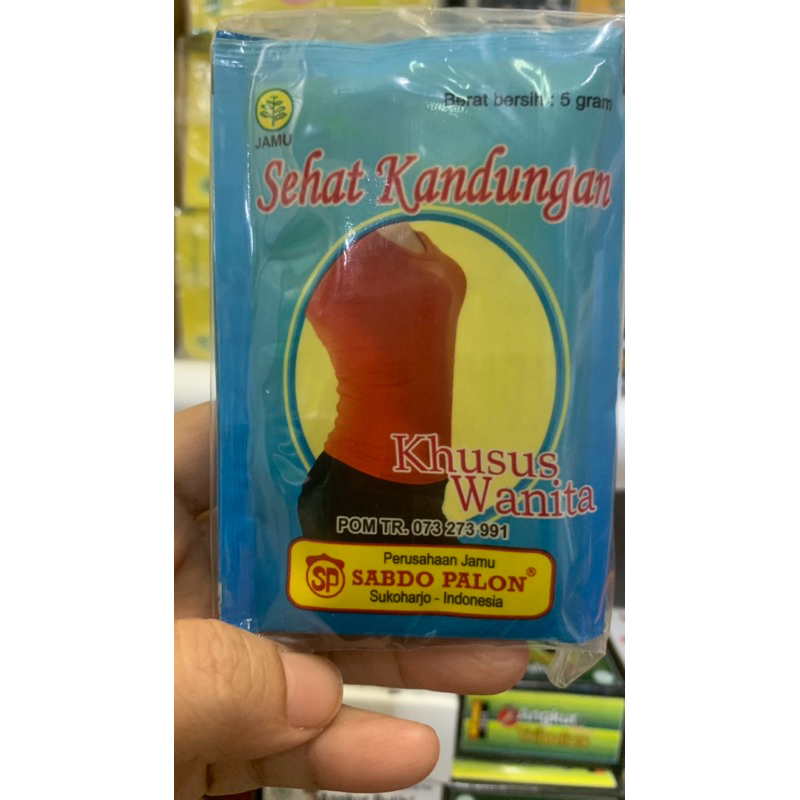 Berat bersih : 5 gram
JAMU
Sehat Kandungan
Khusus
Wanita
POM TR. 073 273 991
Perusahaan Jamu
SP SABDO PALON®
Sukoharjo - Indonesia
Angkut